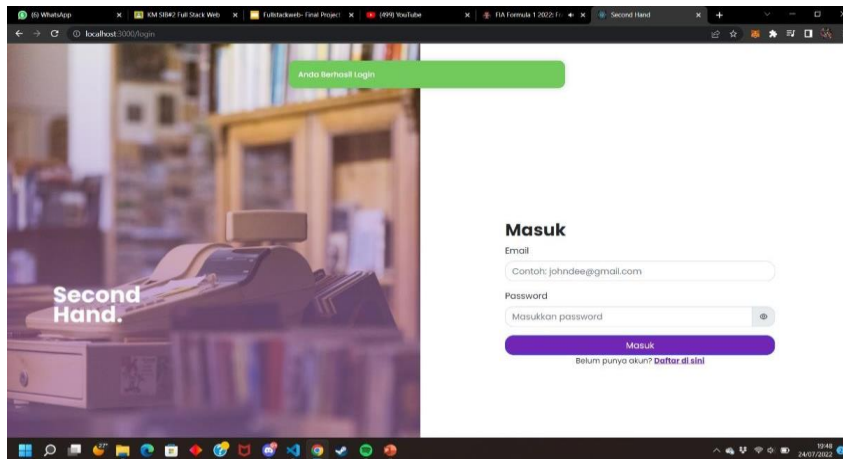 (6) WhatsApp
KM SIB#2 Full Stack Web
Fullstackweb- Final Project
(499) YouTube
FIA Formula 1 2022: F
Second Hand
localhost:3000/login
Anda Berhasil Login
Second
Hand.
Masuk
Email
Contoh: johndee@gmail.com
Password
Masukkan password
Masuk
Belum punya akun? Daftar di sini
27°
19:48
24/07/2022